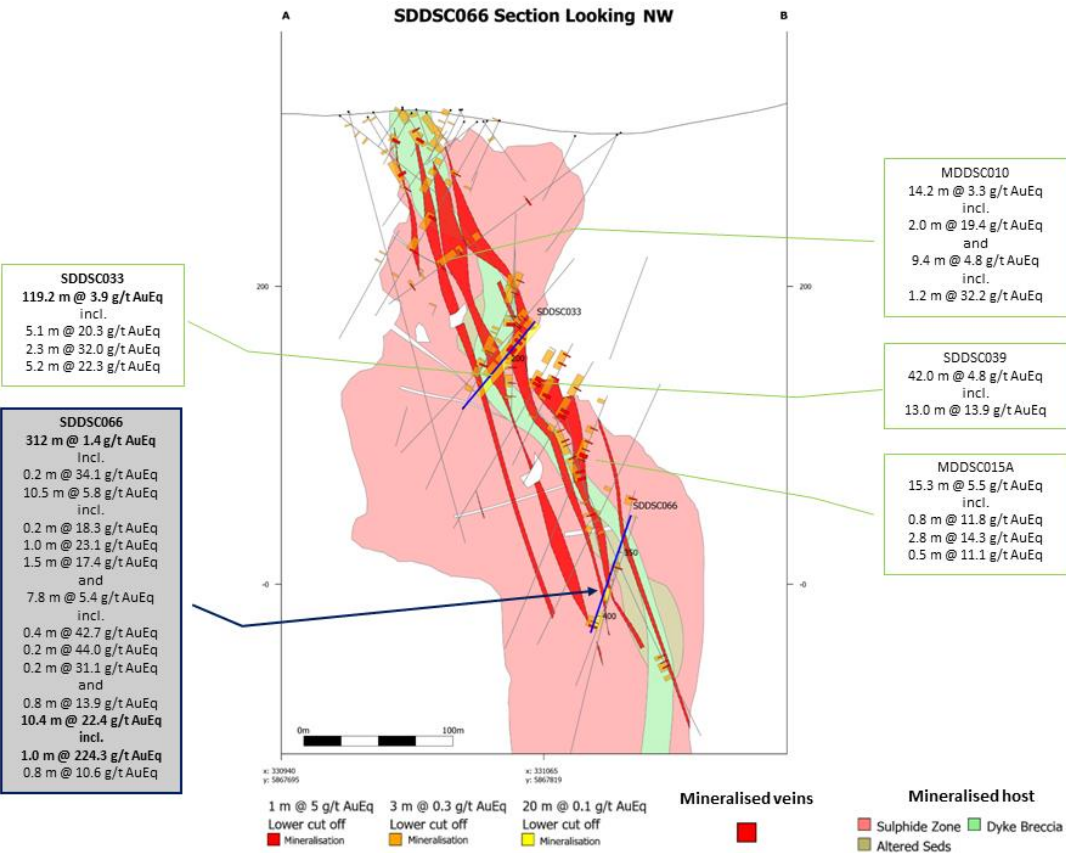 A
SDDSC066 Section Looking NW
B
SDDSC033
119.2 m @ 3.9 g/t AuEq
incl.
5.1 m @ 20.3 g/t AuEq
2.3 m @ 32.0 g/t AuEq
5.2 m @ 22.3 g/t AuEq
SDDSC066
312 m @ 1.4 g/t AuEq
Incl.
0.2 m @ 34.1 g/t AuEq
10.5 m @ 5.8 g/t AuEq
incl.
0.2 m @ 18.3 g/t AuEq
1.0 m @ 23.1 g/t AuEq
1.5 m @ 17.4 g/t AuEq
and
7.8 m @ 5.4 g/t AuEq
incl.
0.4 m @ 42.7 g/t AuEq
0.2 m @ 44.0 g/t AuEq
0.2 m @ 31.1 g/t AuEq
and
0.8 m @ 13.9 g/t AuEq
10.4 m @ 22.4 g/t AuEq
incl.
1.0 m @ 224.3 g/t AuEq
0.8 m @ 10.6 g/t AuEq
200
-0
SDDSC033
200
SDDSC066
350
400
200
-0
MDDSC010
14.2 m @ 3.3 g/t AuEq
incl.
2.0 m @ 19.4 g/t AuEq
and
9.4 m @ 4.8 g/t AuEq
incl.
1.2 m @ 32.2 g/t AuEq
SDDSC039
42.0 m @ 4.8 g/t AuEq
incl.
13.0 m @ 13.9 g/t AuEq
MDDSC015A
15.3 m @ 5.5 g/t AuEq
incl.
0.8 m @ 11.8 g/t AuEq
2.8 m @ 14.3 g/t AuEq
0.5 m @ 11.1 g/t AuEq
0m 100m
x: 330940
y: 5867695
x: 331065
y: 5867819
1 m @ 5 g/t AuEq
Lower cut off
Mineralisation
3 m @ 0.3 g/t AuEq
Lower cut off
Mineralisation
20 m @ 0.1 g/t AuEq
Lower cut off
Mineralisation
Mineralised veins
Mineralised host
Sulphide Zone
Dyke Breccia
Altered Seds